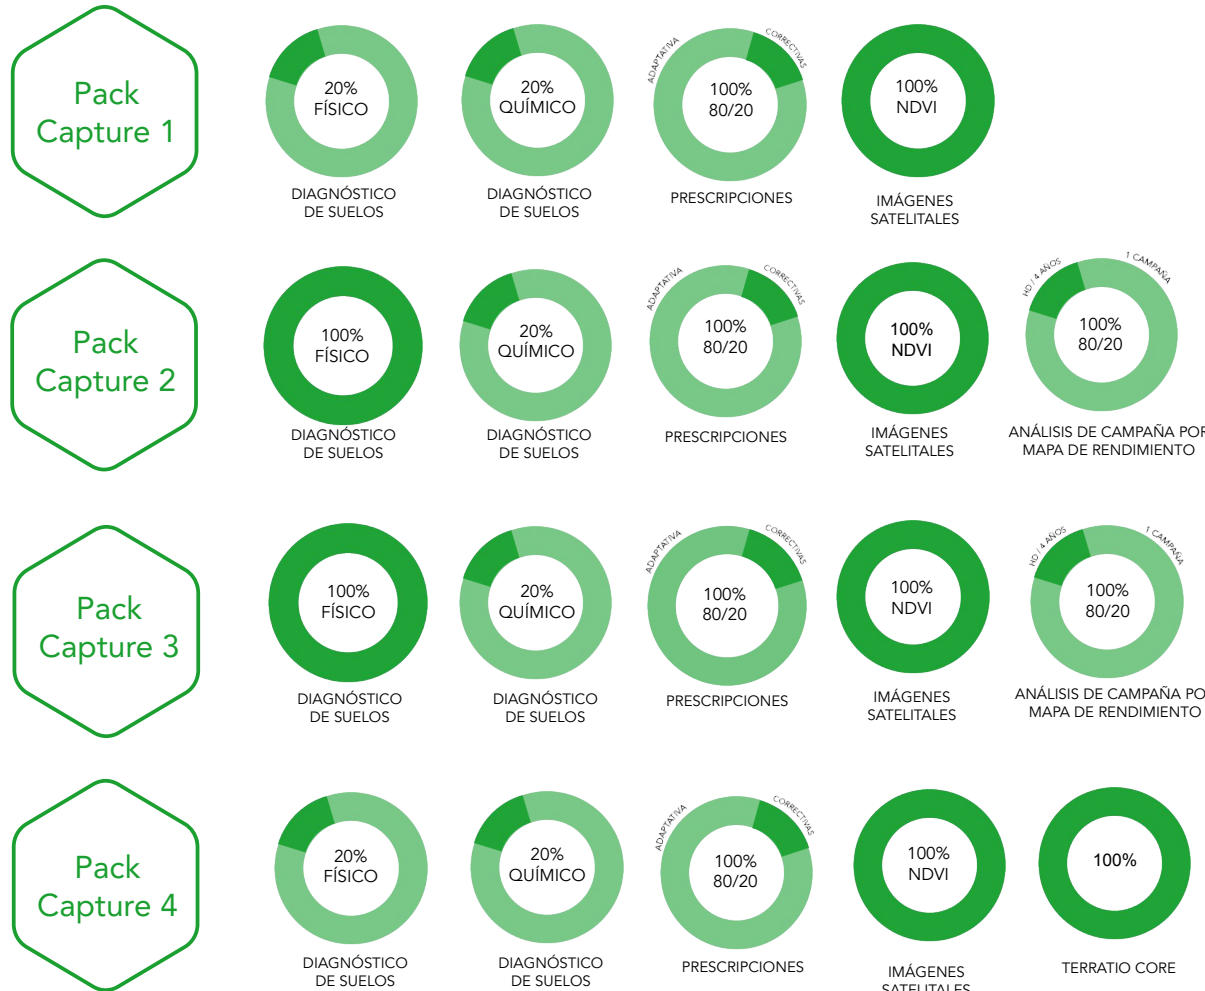 Pack
Capture 1
20%
FÍSICO
DIAGNÓSTICO
DE SUELOS
20%
QUÍMICO
DIAGNÓSTICO
DE SUELOS
ADAPTATIVA
CORRECTIVAS
100%
80/20
PRESCRIPCIONES
100%
NDVI
IMÁGENES
SATELITALES
Pack
Capture 2
100%
FÍSICO
DIAGNÓSTICO
DE SUELOS
20%
QUÍMICO
DIAGNÓSTICO
DE SUELOS
ADAPTATIVA
CORRECTIVAS
100%
80/20
PRESCRIPCIONES
100%
NDVI
IMÁGENES
SATELITALES
HD / 4 AÑOS
1 CAMPAÑA
100%
80/20
ANÁLISIS DE CAMPAÑA POR
MAPA DE RENDIMIENTO
Pack
Capture 3
100%
FÍSICO
DIAGNÓSTICO
DE SUELOS
20%
QUÍMICO
DIAGNÓSTICO
DE SUELOS
ADAPTATIVA
CORRECTIVAS
100%
80/20
PRESCRIPCIONES
100%
NDVI
IMÁGENES
SATELITALES
HD / 4 AÑOS
1 CAMPAÑA
100%
80/20
ANÁLISIS DE CAMPAÑA PO
MAPA DE RENDIMIENTO
Pack
Capture 4
20%
FÍSICO
DIAGNÓSTICO
DE SUELOS
20%
QUÍMICO
DIAGNÓSTICO
DE SUELOS
ADAPTATIVA
CORRECTIVAS
100%
80/20
PRESCRIPCIONES
100%
NDVI
IMÁGENES
SATELITALES
100%
TERRATIO CORE